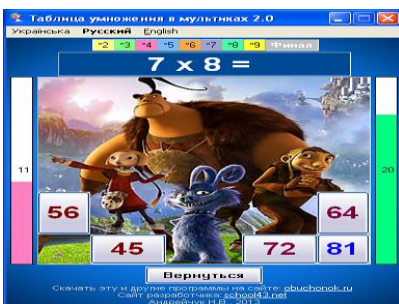 Таблица умножения в мультиках 2.0
Українська Русский English
*2 *3 *4 *5 *6 *7 *8 *9 Финал
7 x 8 =
11 20
56 64
45 72 81
Вернуться
Скачать эту и другие программы на сайте: obuchonok.ru
Сайт разработчика: school43.net
Андрейчук Н.В., 2013